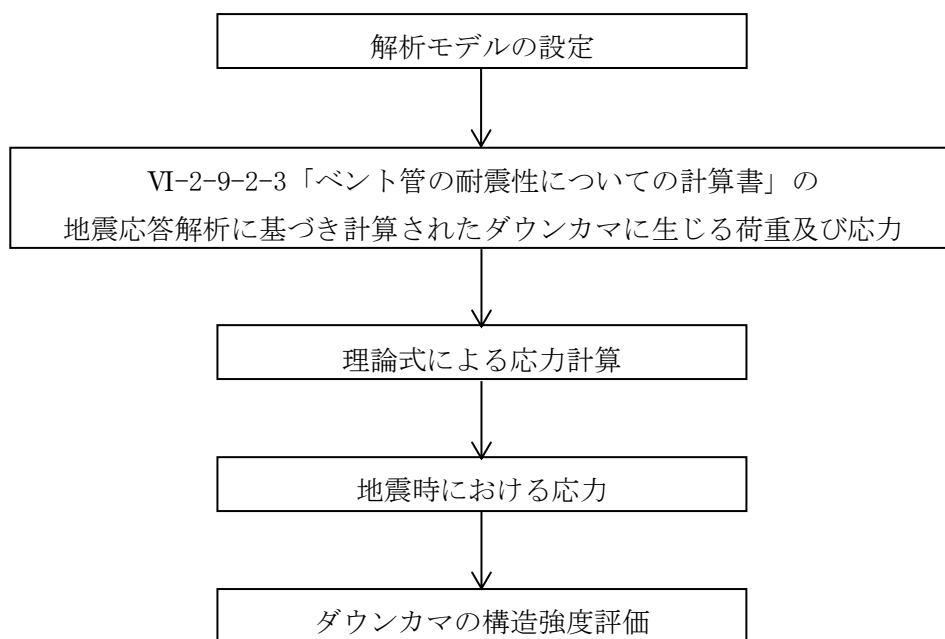 解析モデルの設定
Ⅵ-2-9-2-3「ベント管の耐震性についての計算書」の
地震応答解析に基づき計算されたダウンカマに生じる荷重及び応力
理論式による応力計算
地震時における応力
ダウンカマの構造強度評価